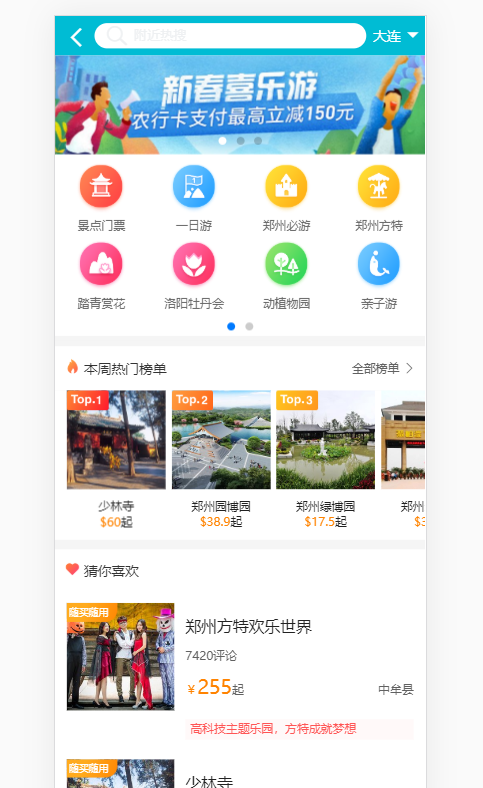 附近热搜
大连
新春喜乐游
农行卡支付最高立减150元
景点门票
一日游
郑州必游
郑州方特
踏青赏花
洛阳牡丹会
动植物园
亲子游
本周热门榜单
全部榜单
Top.1
Top.2
Top.3
少林寺
郑州园博园
郑州绿博园
郑州
$60起
$38.9起
$17.5起
猜你喜欢
随买随用
郑州方特欢乐世界
7420评论
¥255起
中牟县
高科技主题乐园，方特成就梦想
随买随用
少林寺